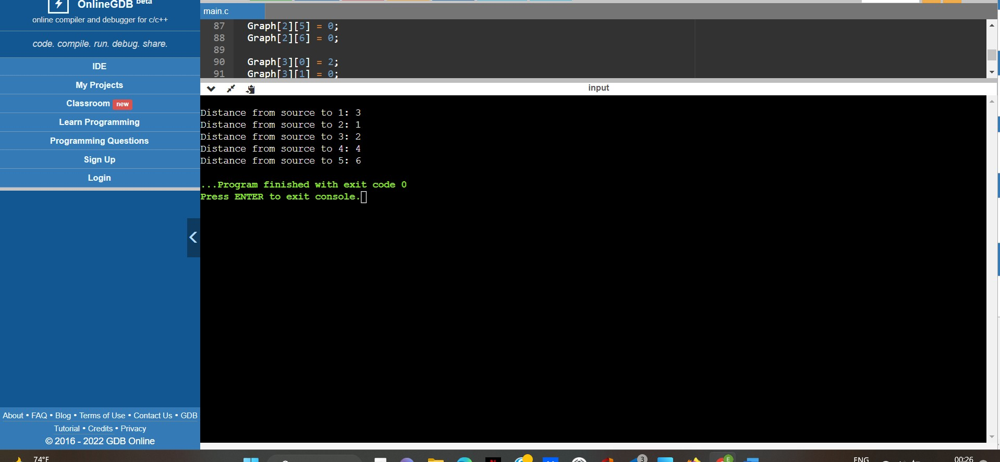 OnlineGDB beta
online compiler and debugger for c/c++
code. compile. run. debug. share.
IDE
My Projects
Classroom new
Learn Programming
Programming Questions
Sign Up
Login
About • FAQ • Blog • Terms of Use • Contact Us • GDB
Tutorial • Credits • Privacy
© 2016 - 2022 GDB Online
main.c
87 Graph[2][5] = 0;
88 Graph[2][6] = 0;
89
90 Graph[3][0] = 2;
91 Graph[3][1] = 0;
input
Distance from source to 1: 3
Distance from source to 2: 1
Distance from source to 3: 2
Distance from source to 4: 4
Distance from source to 5: 6
...Program finished with exit code 0
Press ENTER to exit console.
74°F
3
E
ENG
00:26